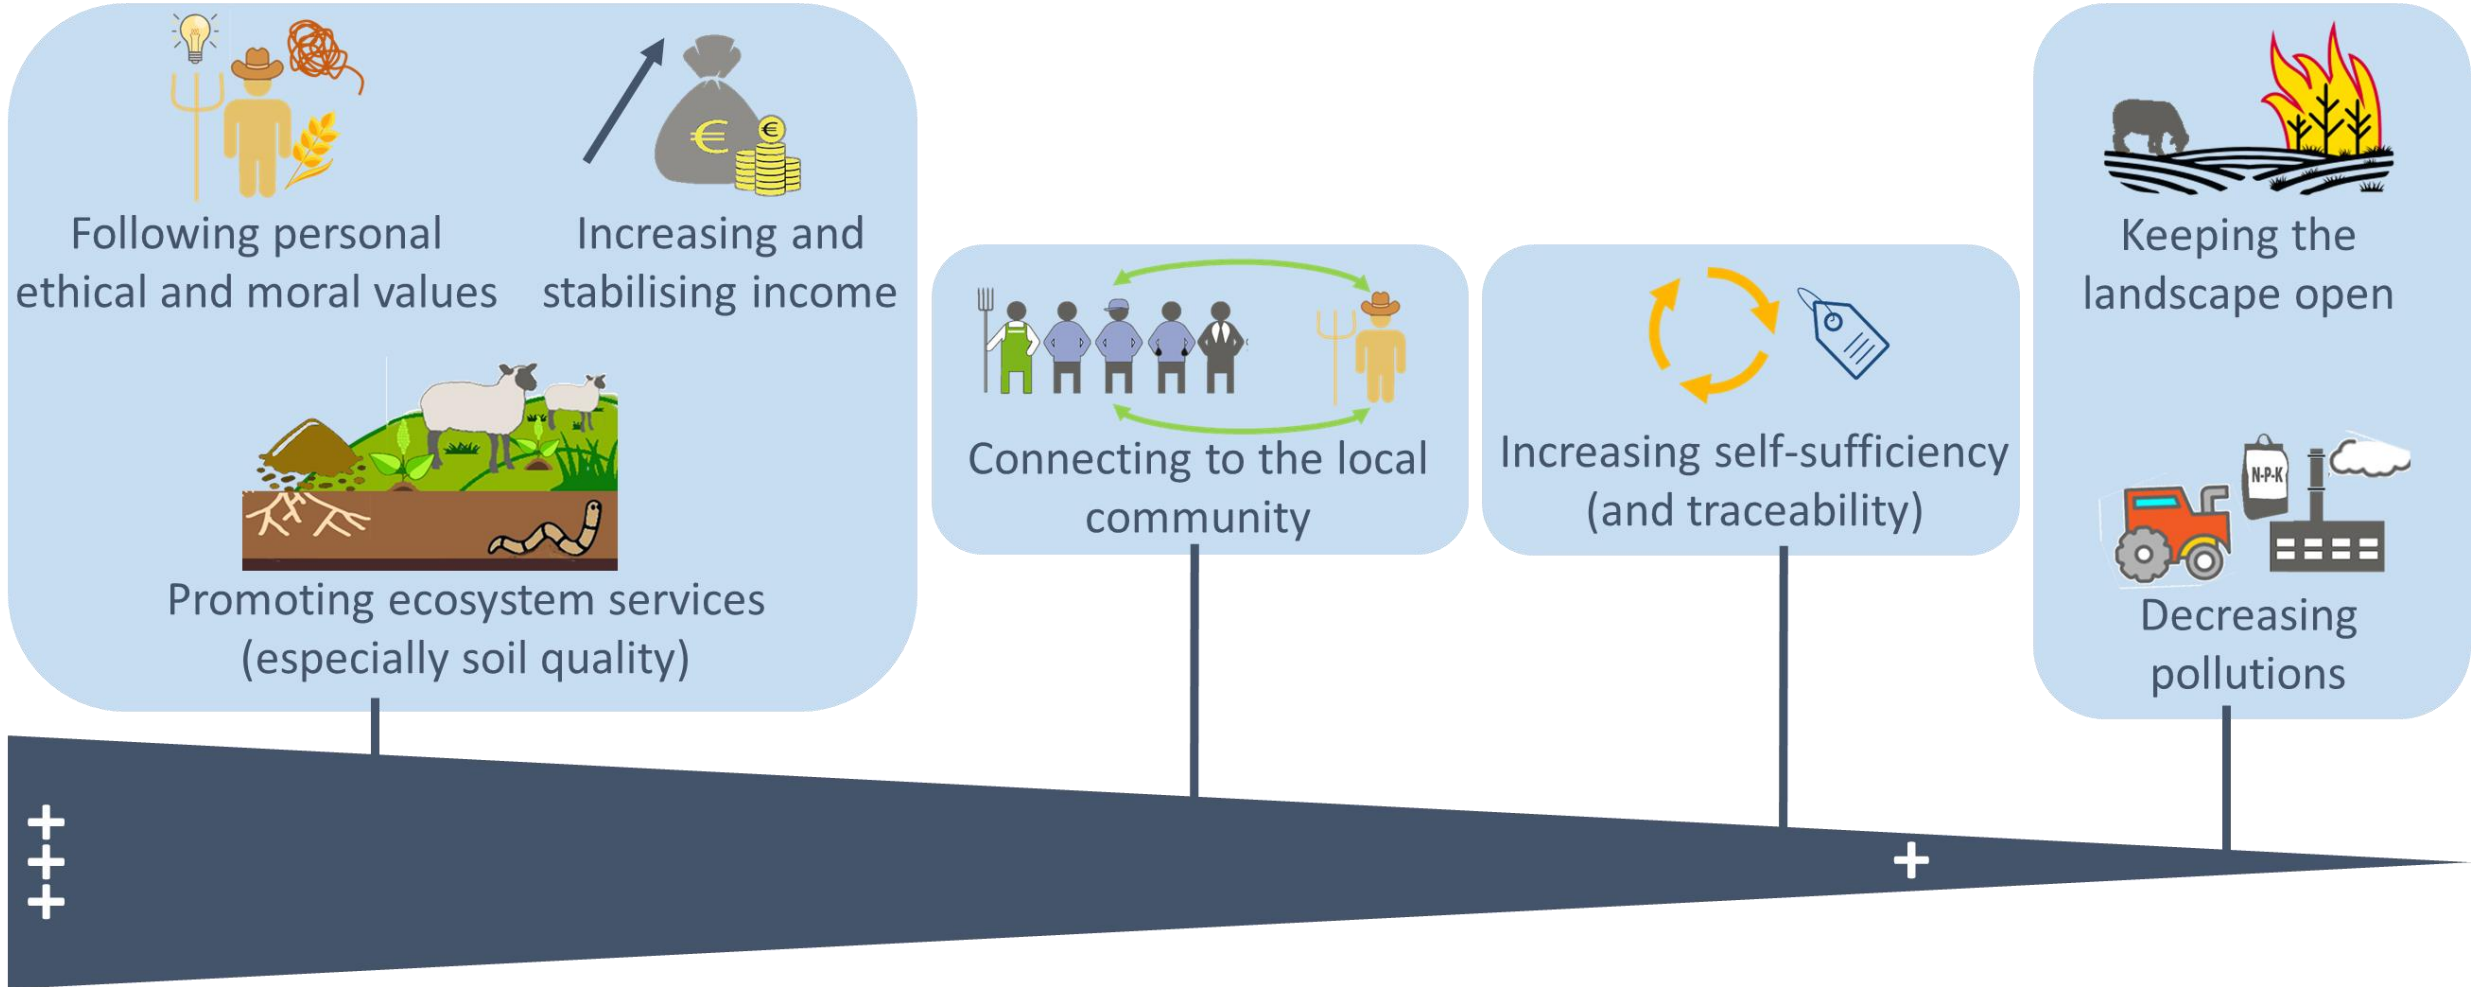 Following personal
ethical and moral values
Increasing and
stabilising income
€
€
Promoting ecosystem services
(especially soil quality)
Connecting to the local
community
Increasing self-sufficiency
(and traceability)
Keeping the
landscape open
N-P-K
Decreasing
pollutions
+
+
+
+